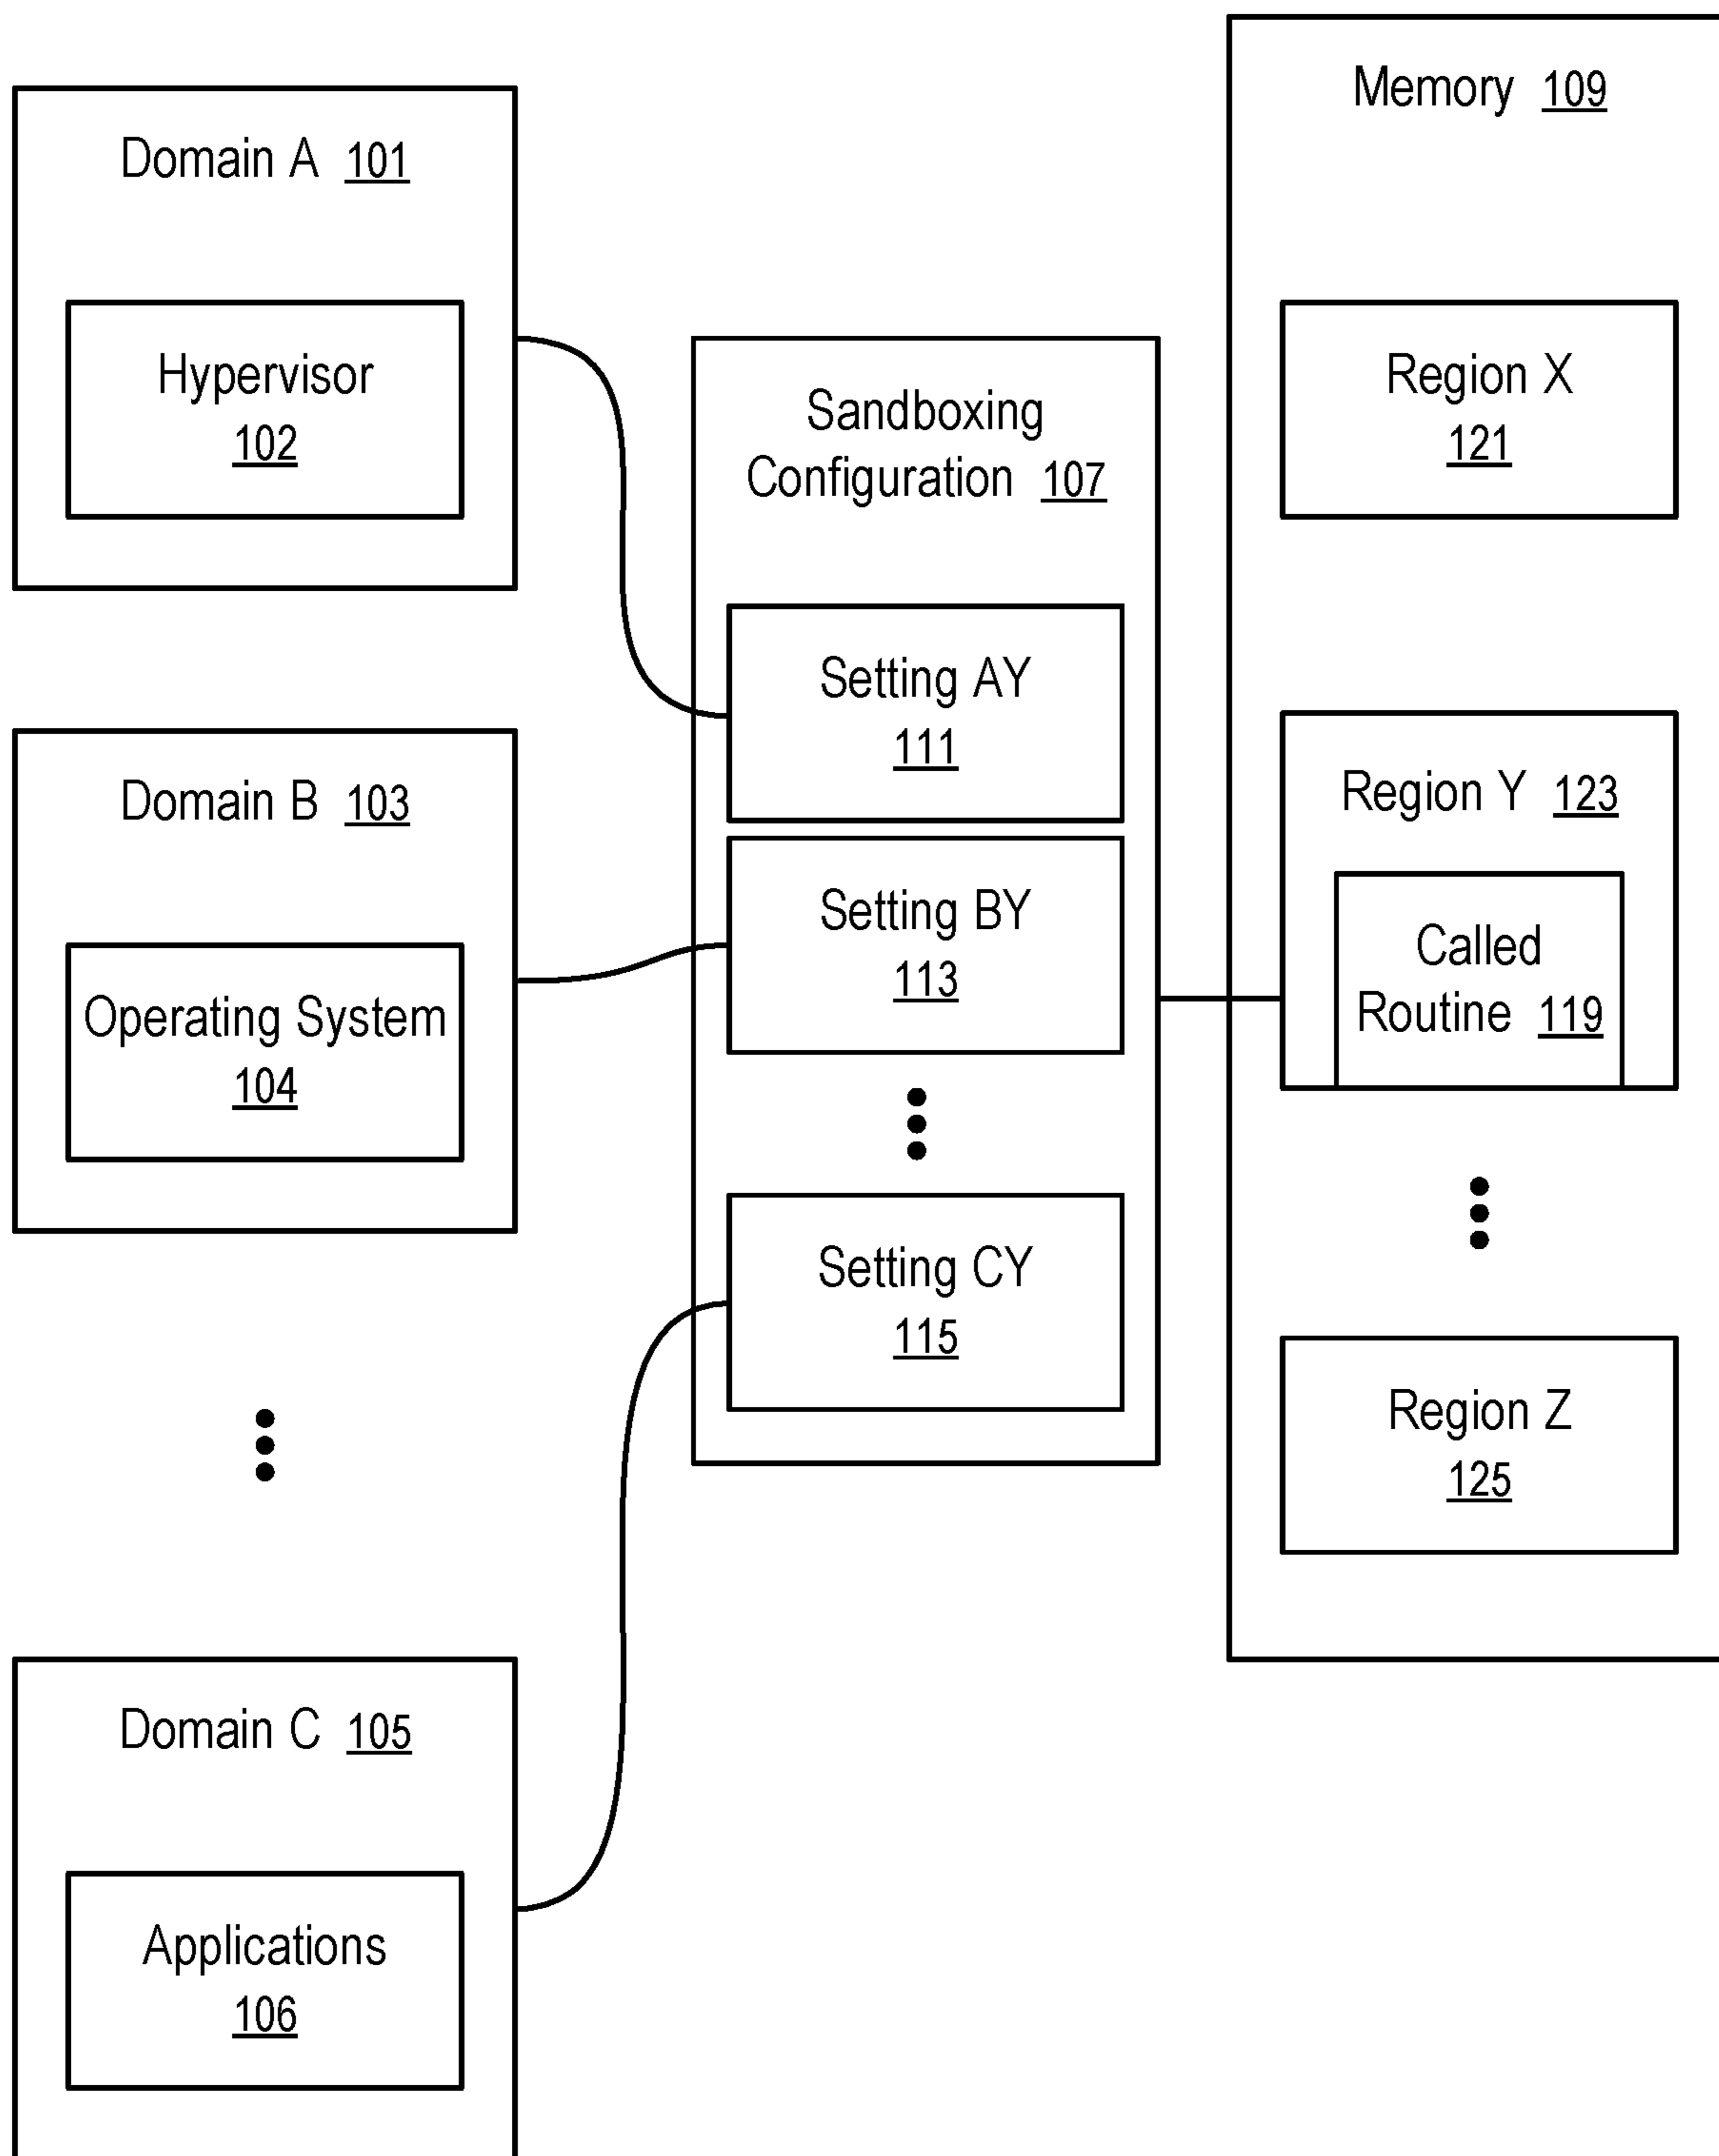 Domain A 101
Hypervisor
102
Domain B 103
Operating System
104
Domain C 105
Applications
106
Sandboxing
Configuration 107
Setting AY
111
Setting BY
113
Setting CY
115
Memory 109
Region X
121
Region Y 123
Called
Routine 119
Region Z
125